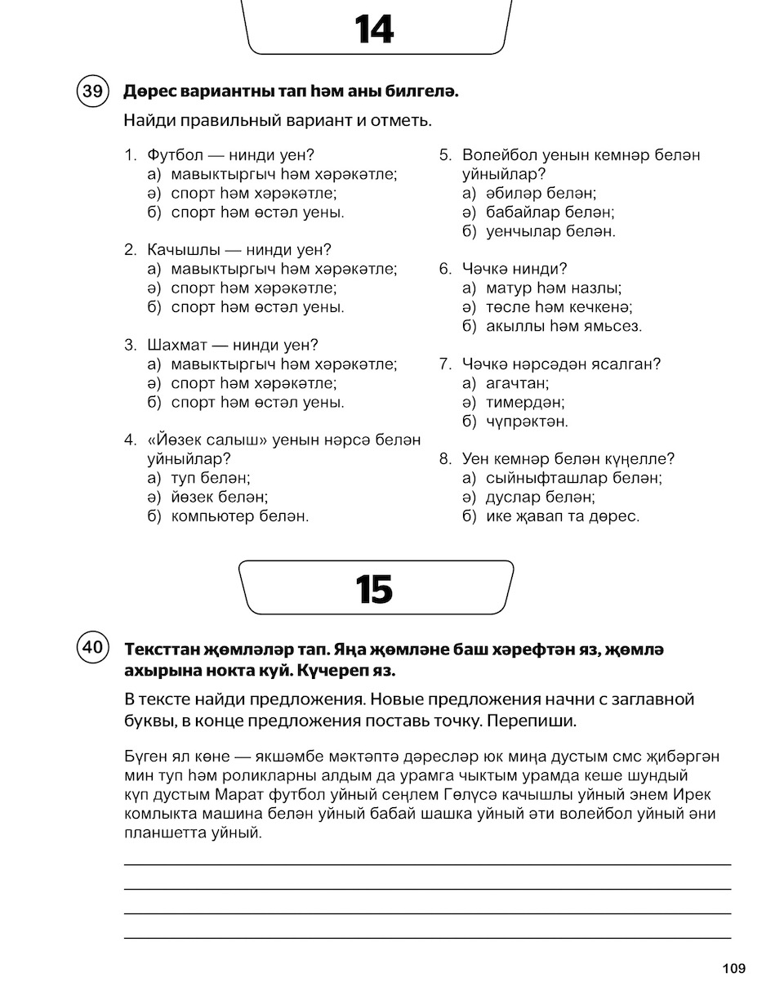 14
39 Дөрес вариантны тап һәм аны билгелә.
Найди правильный вариант и отметь.
1. Футбол — нинди уен?
а) мавыктыргыч һәм хәрәкәтле;
ә) спорт һәм хәрәкәтле;
б) спорт һәм өстәл уены.
2. Качышлы — нинди уен?
а) мавыктыргыч һәм хәрәкәтле;
ә) спорт һәм хәрәкәтле;
б) спорт һәм өстәл уены.
3. Шахмат — нинди уен?
а) мавыктыргыч һәм хәрәкәтле;
ә) спорт һәм хәрәкәтле;
б) спорт һәм өстәл уены.
4. «Йөзек салыш» уенын нәрсә белән
уйныйлар?
а) туп белән;
ә) йөзек белән;
б) компьютер белән.
5. Волейбол уенын кемнәр белән
уйныйлар?
а) әбиләр белән;
ә) бабайлар белән;
б) уенчылар белән.
6. Чәчкә нинди?
а) матур һәм назлы;
ә) төсле һәм кечкенә;
б) акыллы һәм ямьсез.
7. Чәчкә нәрсәдән ясалган?
а) агачтан;
ә) тимердән;
б) чүпрәктән.
8. Уен кемнәр белән күңелле?
а) сыйныфташлар белән;
ә) дуслар белән;
б) ике җавап та дөрес.
15
40 Тексттан җөмләләр тап. Яңа җөмләне баш хәрефтән яз, җөмлә
ахырына нокта куй. Күчереп яз.
В тексте найди предложения. Новые предложения начни с заглавной
буквы, в конце предложения поставь точку. Перепиши.
Бүген ял көне — якшәмбе мәктәптә дәресләр юк миңа дустым смс җибәргән
мин туп һәм роликларны алдым да урамга чыктым урамда кеше шундый
күп дустым Марат футбол уйный сеңлем Гөлүсә качышлы уйный энем Ирек
комлыкта машина белән уйный бабай шашка уйный әти волейбол уйный әни
планшетта уйный.
109